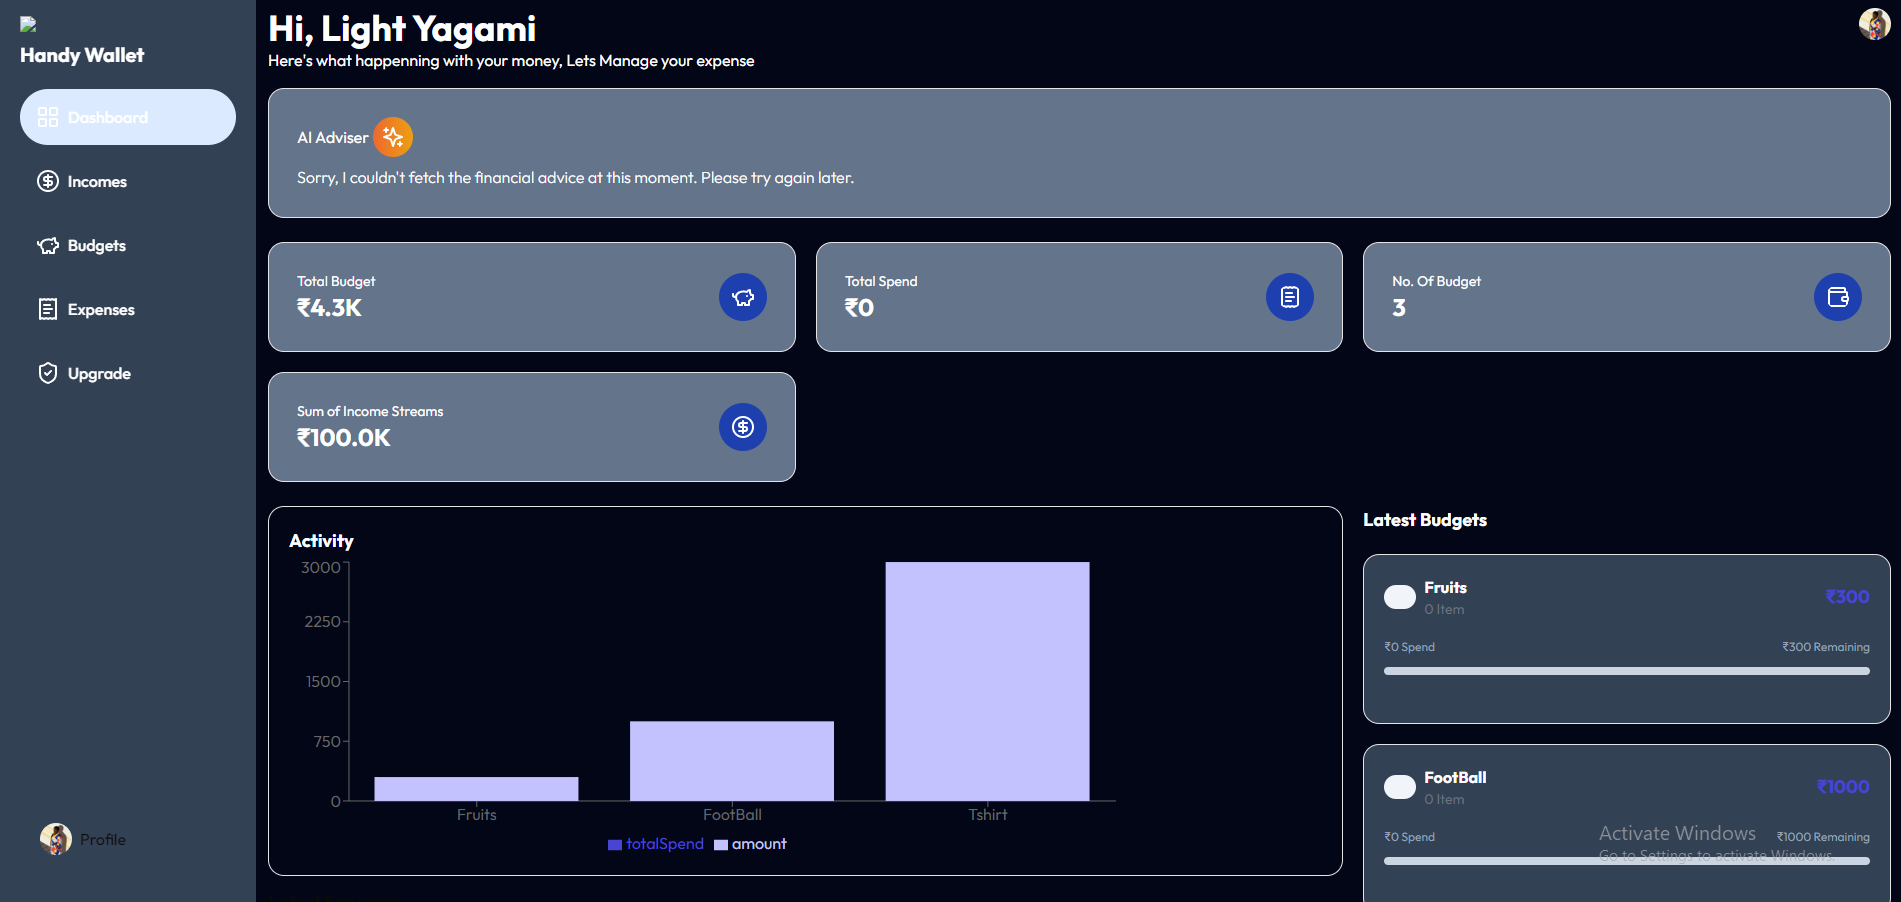 Handy Wallet
Dashboard
Incomes
Budgets
Expenses
Upgrade
Profile
Hi, Light Yagami
Here's what happenning with your money, Lets Manage your expense
AI Adviser
Sorry, I couldn't fetch the financial advice at this moment. Please try again later.
Total Budget
₹4.3K
Total Spend
₹0
No. Of Budget
3
Sum of Income Streams
₹100.0K
Activity
3000
2250
1500
750
0
Fruits
FootBall
Tshirt
totalSpend
amount
Latest Budgets
Fruits
0 Item
₹300
₹0 Spend
₹300 Remaining
FootBall
0 Item
₹1000
₹0 Spend
₹1000 Remaining
Activate Windows
Go to Settings to activate Windows.